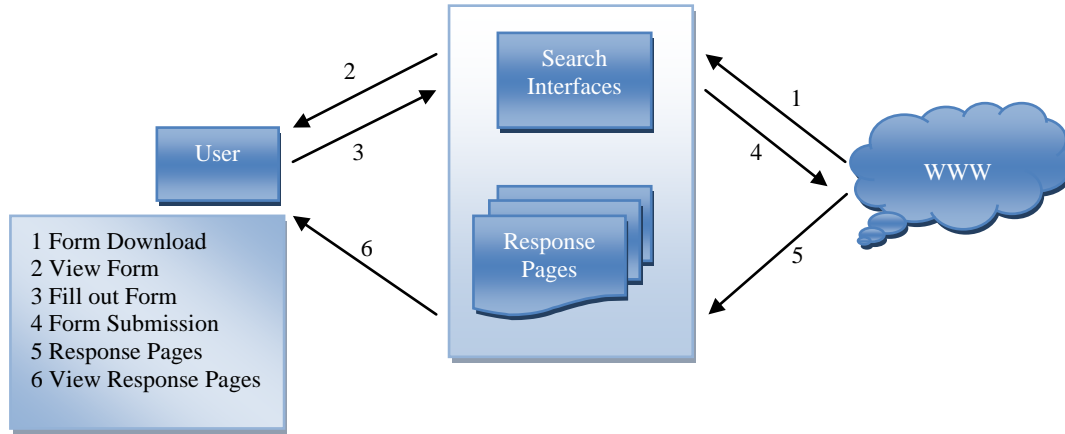 Search
Interfaces
2
1
User
3
4
WWW
1 Form Download
2 View Form
3 Fill out Form
4 Form Submission
5 Response Pages
6 View Response Pages
6
Response
Pages
5